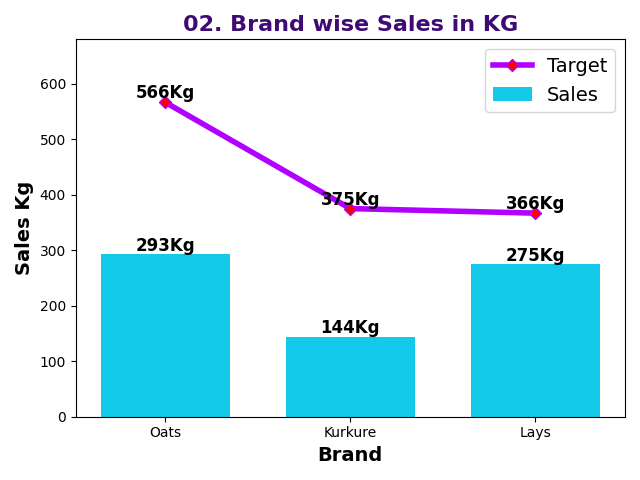 02. Brand wise Sales in KG
Target
Sales
566Kg
375Kg
366Kg
293Kg
144Kg
275Kg
600
500
400
300
200
100
0
Sales Kg
Oats
Kurkure
Lays
Brand